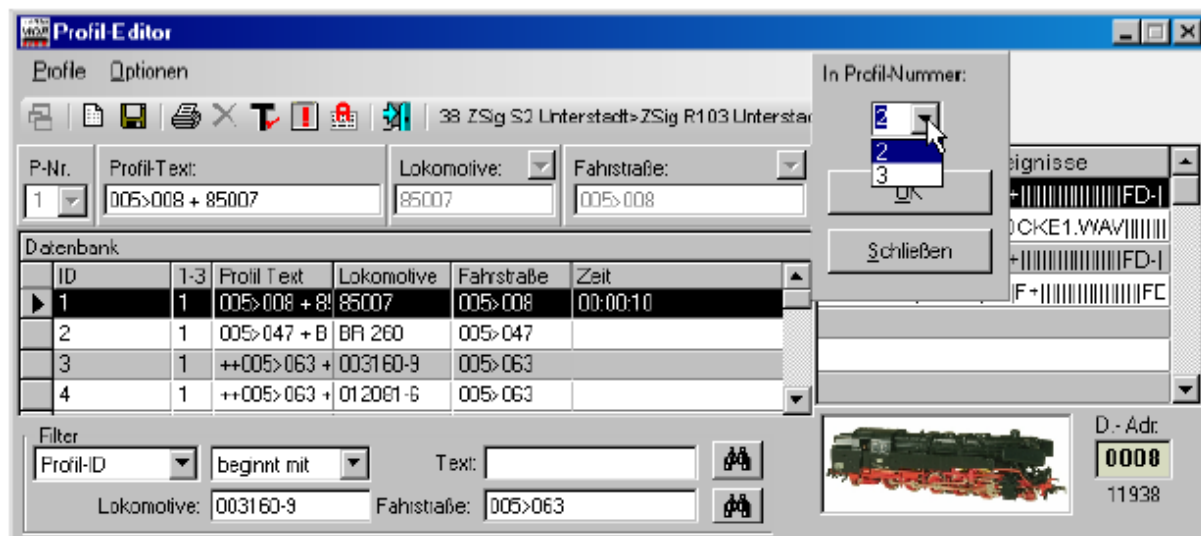 Profil-Editor
Profile Optionen
In Profil-Nummer:
38 ZSig S2 Unterstadt>ZSig R103 Unterstad
2
2
3
OK
Schließen
P-Nr. Profil-Text: Lokomotive: Fahrstraße:
1 005>008 + 85007 85007 005>008
eignisse
+||||||||||||||||||FD-I
OCKE1.WAV|||||||
+||||||||||||||||||FD-I
F+||||||||||||||||||FD
Datenbank
ID 1-3 Profil Text Lokomotive Fahrstraße Zeit
1 1 005>008 + 85 85007 005>008 00:00:10
2 1 005>047 + B BR 260 005>047
3 1 ++005>063 + 003160-9 005>063
4 1 ++005>063 + 012081-6 005>063
Filter
Profil-ID beginnt mit Text:
Lokomotive: 003160-9 Fahrstraße: 005>063
D.- Adr.
0008
11938